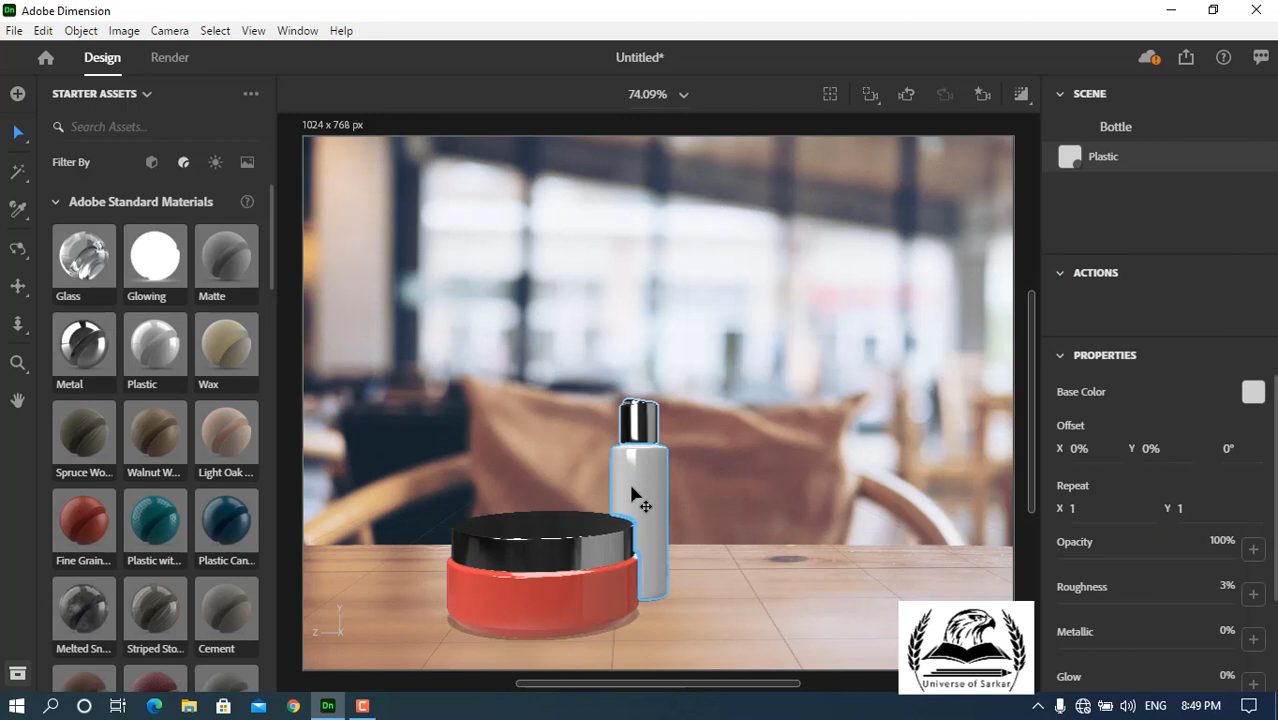 Dn Adobe Dimension
File Edit Object Image Camera Select View Window Help
Design Render Untitled*
STARTER ASSETS
74.09%
SCENE
1024 x 768 px
Search Assets...
Bottle
Plastic
Filter By
Adobe Standard Materials
Glass Glowing Matte
Metal Plastic Wax
Spruce Wo... Walnut W... Light Oak ...
Fine Grain... Plastic wit... Plastic Can...
Melted Sn... Striped Sto... Cement
ACTIONS
PROPERTIES
Base Color
Offset
X 0% Y 0% 0°
Repeat
X 1 Y 1
Opacity 100%
Roughness 3%
Metallic 0%
Glow 0%
Y
Z X
Universe of Sarkar
Dn
ENG 8:49 PM